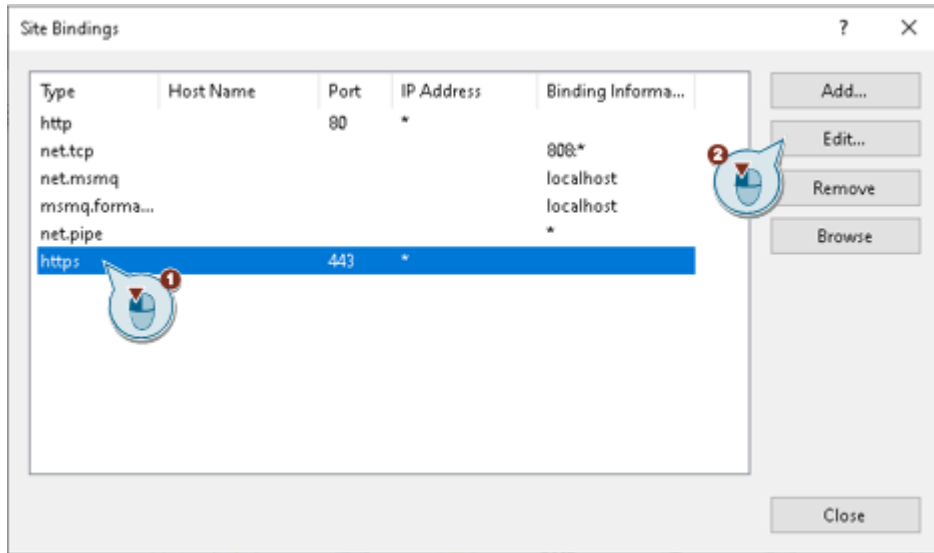 Site Bindings ?
Type Host Name Port IP Address Binding Informa... Add...
http 80 *
Edit...
net.tcp 808:* 2
net.msmq localhost Remove
msmq.forma... localhost
net.pipe * Browse
https 443 *
1
Close